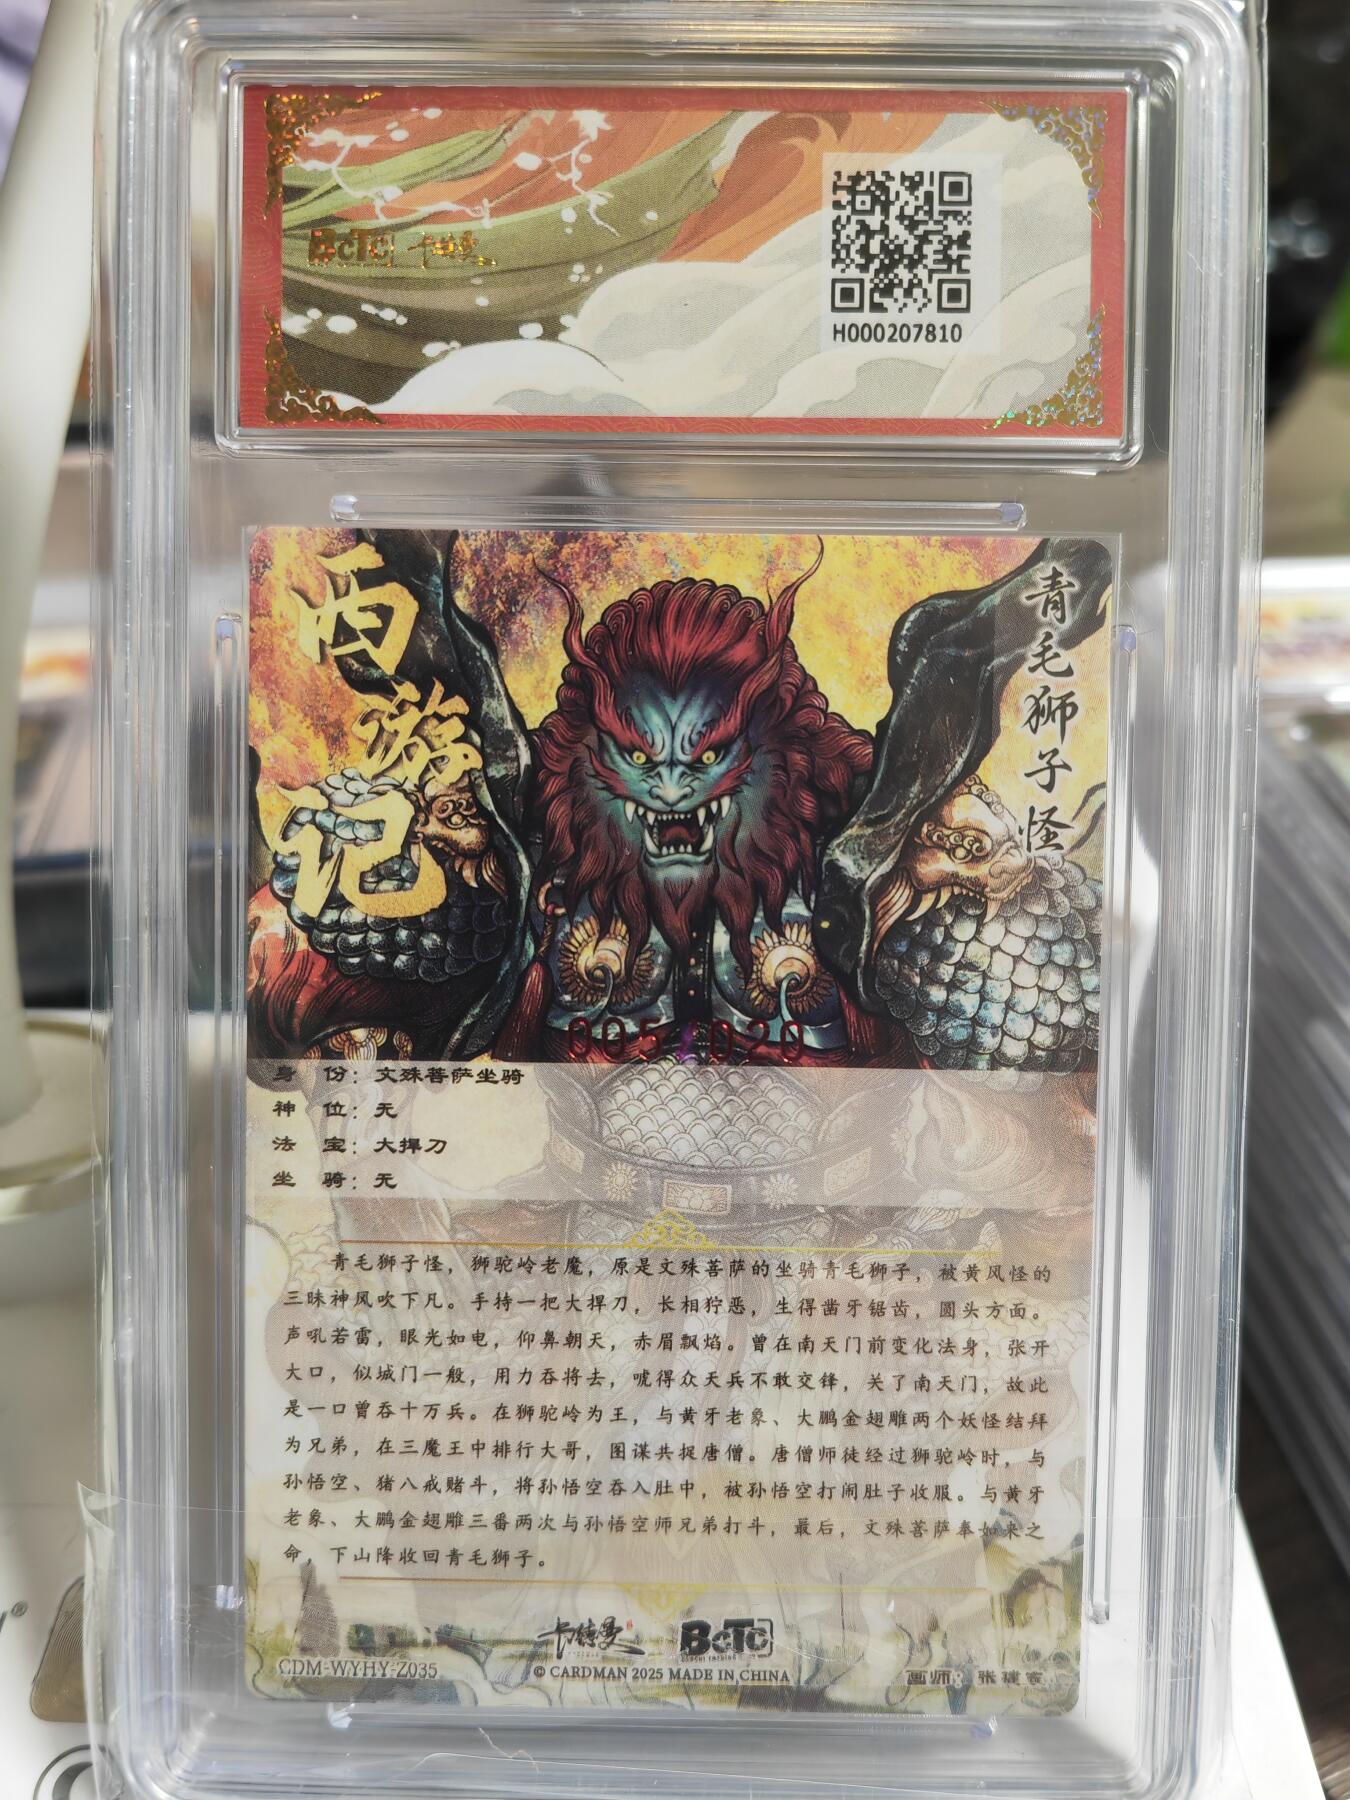 BCTC 卡特曼
H000207810
西游记
青毛狮子怪
005/020
身 份：文殊菩萨坐骑
神 位：无
法 宝：大捍刀
坐 骑：无
青毛狮子怪，狮驼岭老魔，原是文殊菩萨的坐骑青毛狮子，被黄风怪的
三昧神风吹下凡。手持一把大捍刀，长相狞恶，生得凿牙锯齿，圆头方面。
声吼若雷，眼光如电，仰鼻朝天，赤眉飘焰。曾在南天门前变化法身，张开
大口，似城门一般，用力吞将去，唬得众天兵不敢交锋，关了南天门，故此
是一口曾吞十万兵。在狮驼岭为王，与黄牙老象、大鹏金翅雕两个妖怪结拜
为兄弟，在三魔王中排行大哥，图谋共捉唐僧。唐僧师徒经过狮驼岭时，与
孙悟空、猪八戒赌斗，将孙悟空吞入肚中，被孙悟空打闹肚子收服。与黄牙
老象、大鹏金翅雕三番两次与孙悟空师兄弟打斗，最后，文殊菩萨奉如来之
命，下山降收回青毛狮子。
卡特曼 BCTC
CDM-WYHY-Z035
© CARDMAN 2025 MADE IN CHINA
画师：张建